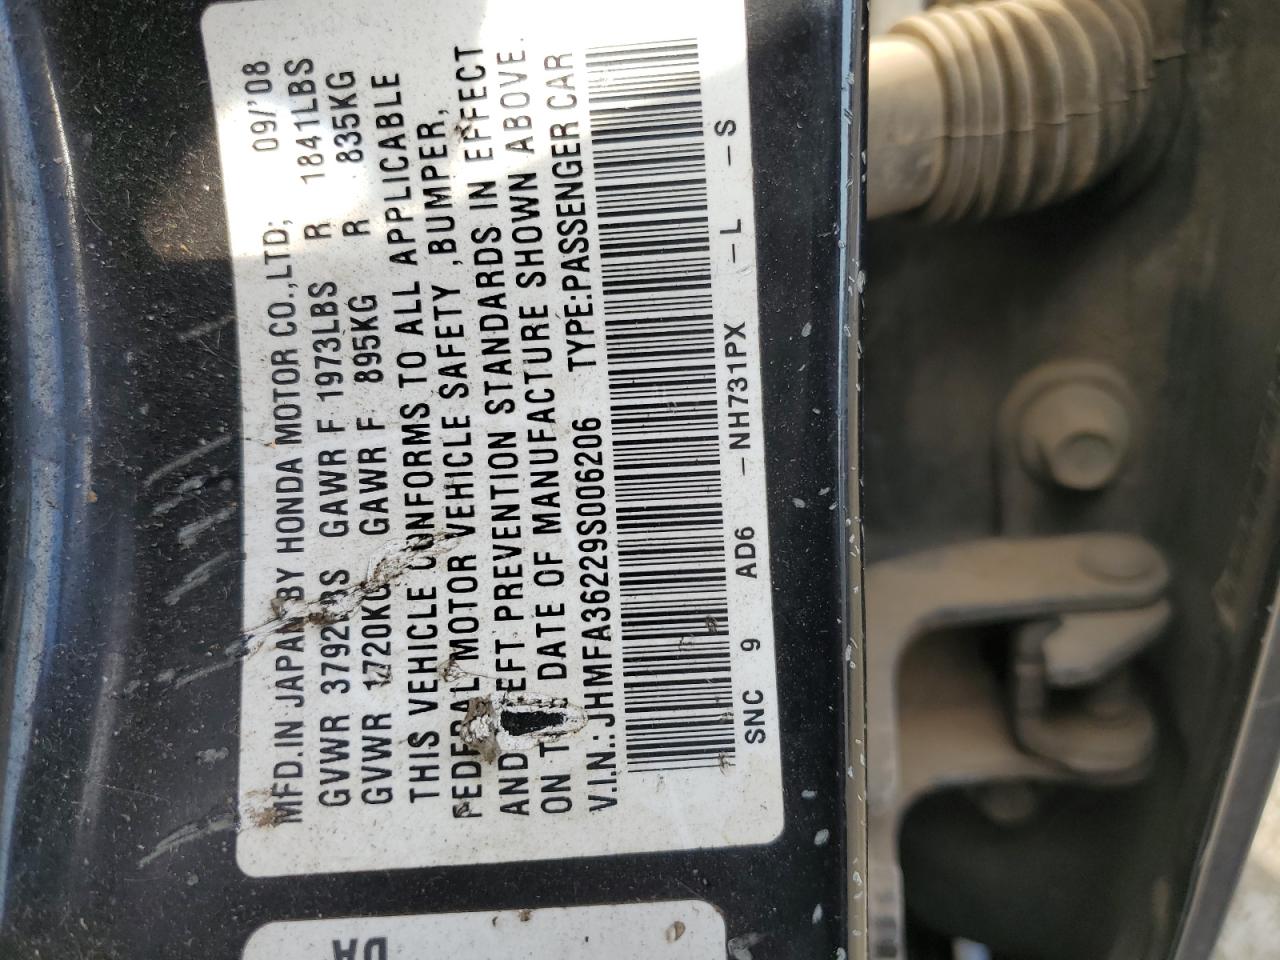 MFD.IN JAPAN BY HONDA MOTOR CO.,LTD; 09/'08
GVWR 3792LBS GAWR F 1973LBS R 1841LBS
GVWR 1720KG GAWR F 895KG R 835KG
THIS VEHICLE CONFORMS TO ALL APPLICABLE
FEDERAL MOTOR VEHICLE SAFETY ,BUMPER,
AND THEFT PREVENTION STANDARDS IN EFFECT
ON THE DATE OF MANUFACTURE SHOWN ABOVE.
V.I.N.: JHMFA36229S006206 TYPE:PASSENGER CAR
SNC 9 AD6 -NH731PX -L -S